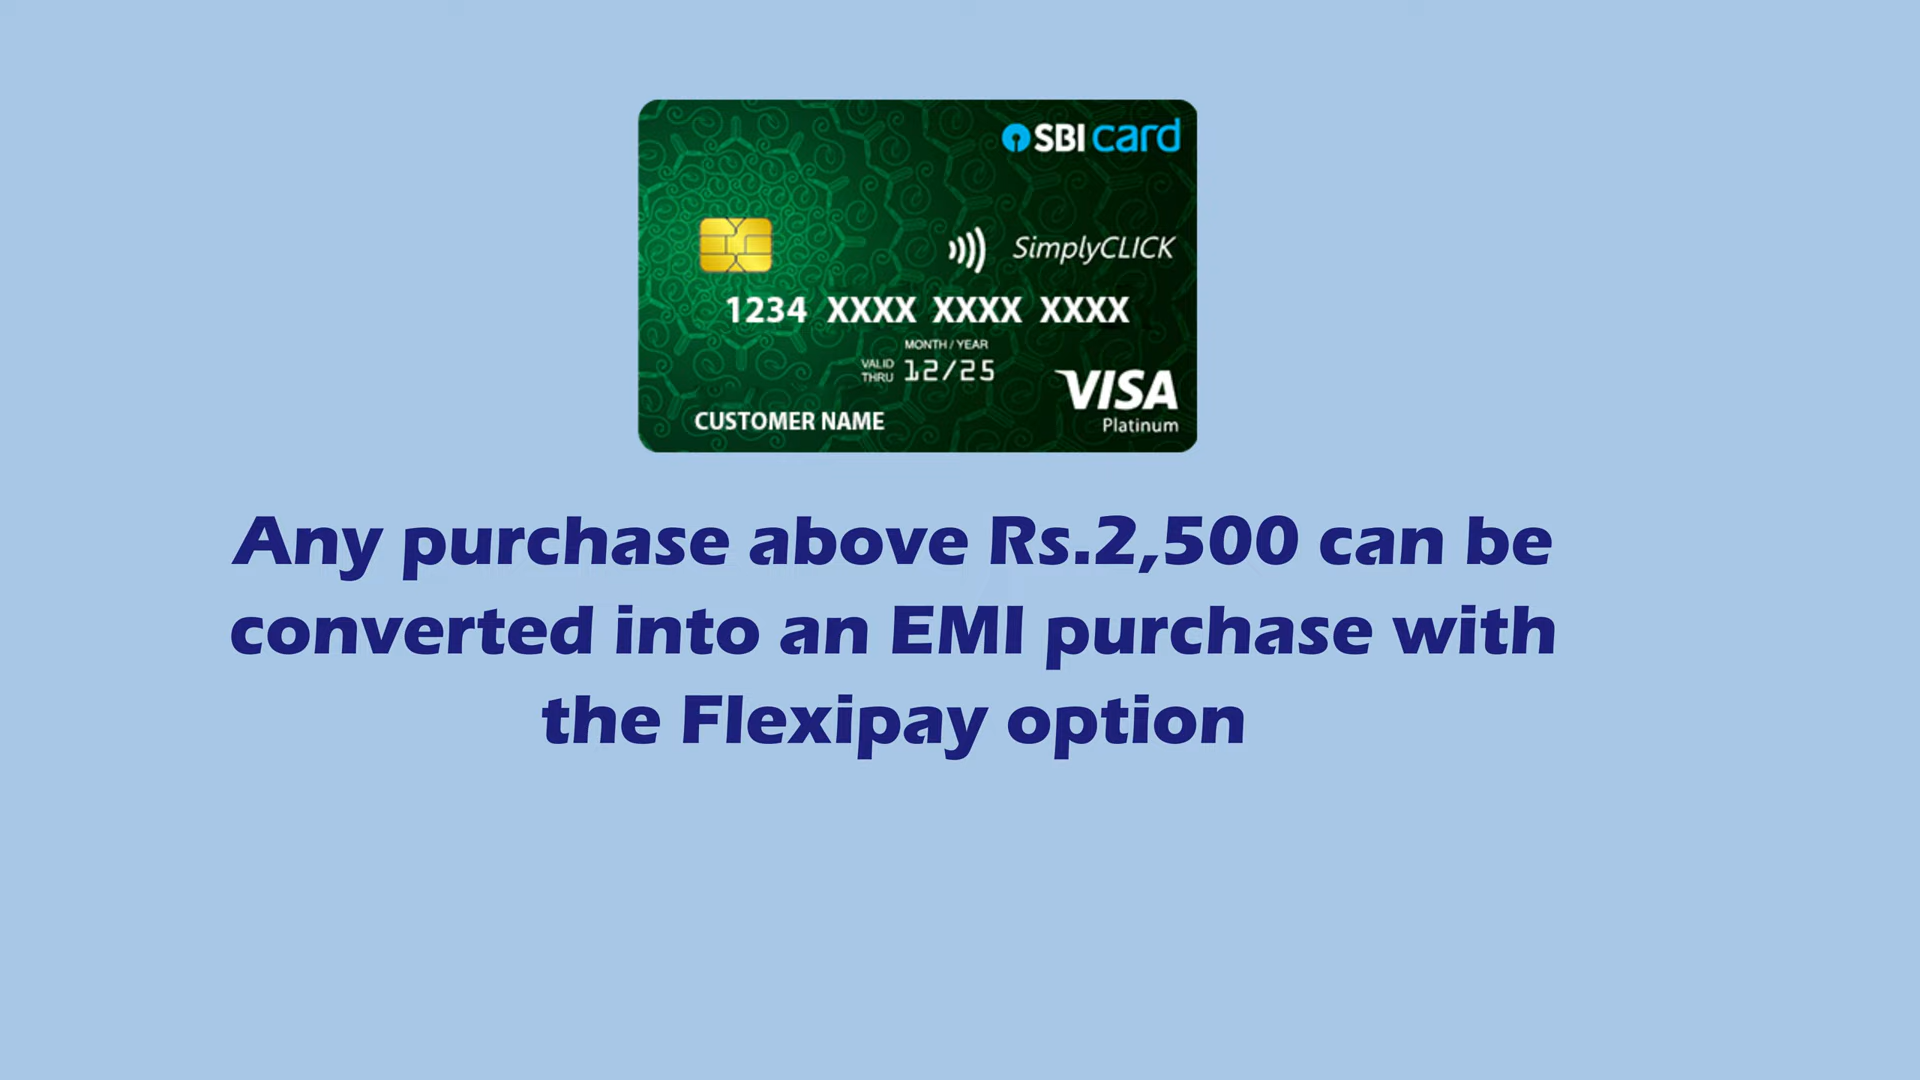 SBI card
SimplyCLICK
1234 XXXX XXXX XXXX
MONTH / YEAR
VALID THRU 12/25
VISA
CUSTOMER NAME
Platinum
Any purchase above Rs.2,500 can be
converted into an EMI purchase with
the Flexipay option